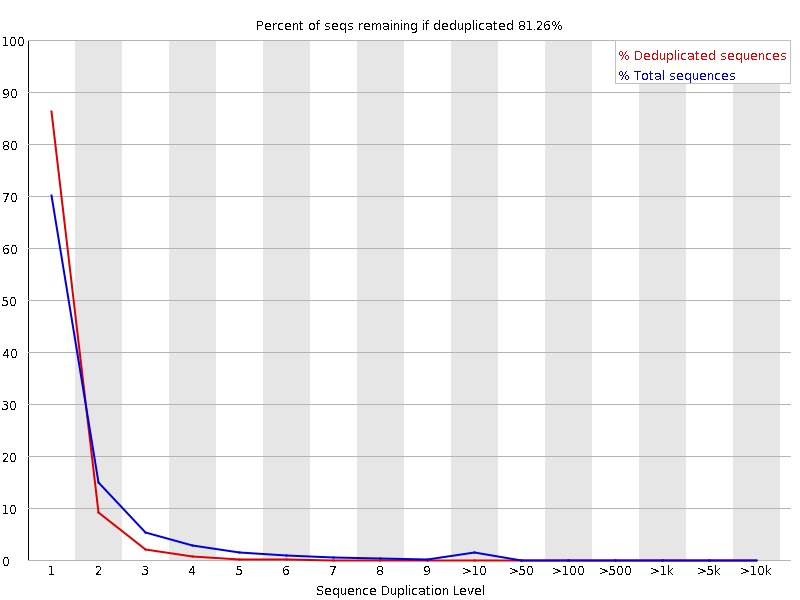 Percent of seqs remaining if deduplicated 81.26%
% Deduplicated sequences
% Total sequences
100
90
80
70
60
50
40
30
20
10
0
1 2 3 4 5 6 7 8 9 >10 >50 >100 >500 >1k >5k >10k
Sequence Duplication Level